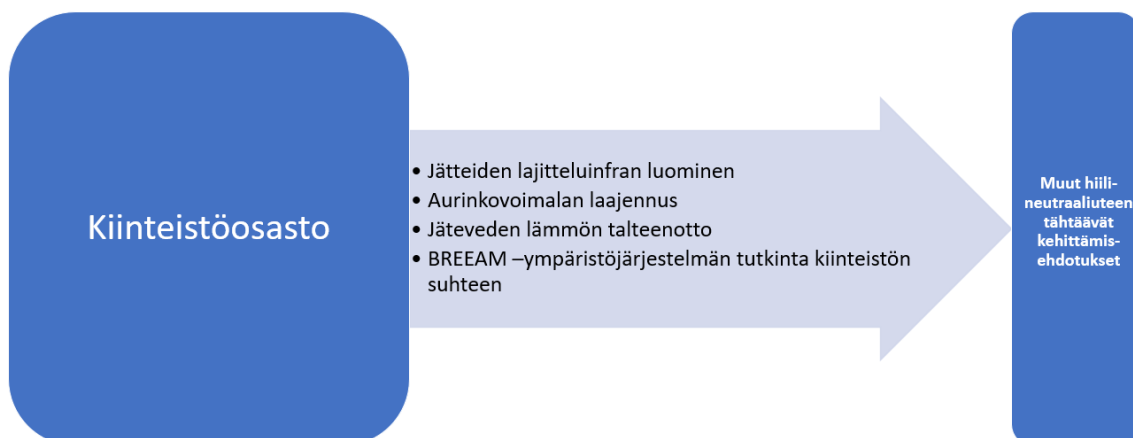 Kiinteistöosasto
• Jätteiden lajitteluinfran luominen
• Aurinkovoimalan laajennus
• Jäteveden lämmön talteenotto
• BREEAM –ympäristöjärjestelmän tutkinta kiinteistön
suhteen
Muut hiili-
neutraaliuteen
tähtäävät
kehittämis-
ehdotukset